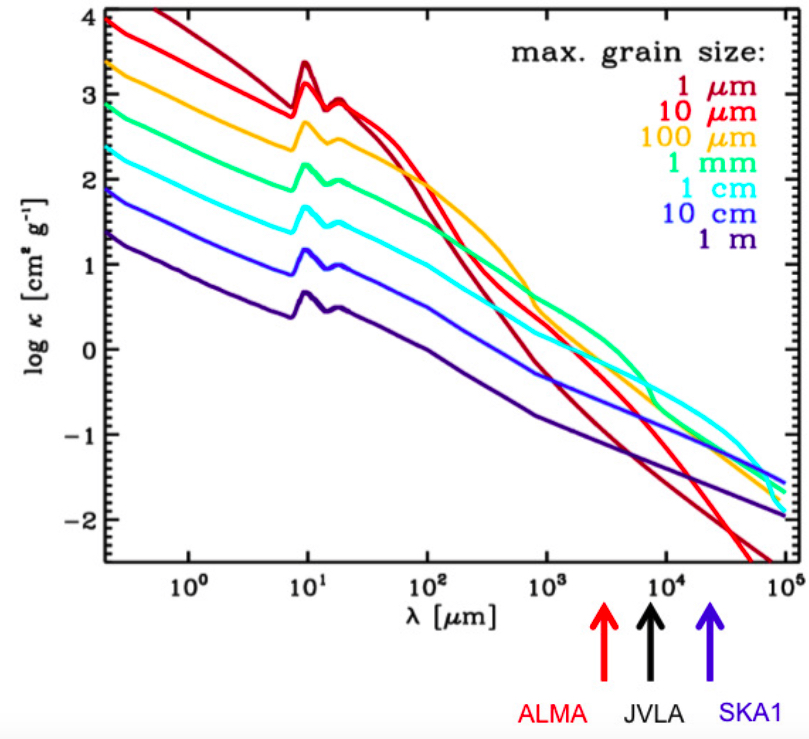 4
3
2
1
0
−1
−2
log κ [cm² g⁻¹]
max. grain size:
1 μm
10 μm
100 μm
1 mm
1 cm
10 cm
1 m
10⁰ 10¹ 10² 10³ 10⁴ 10⁵
λ [μm]
ALMA JVLA SKA1